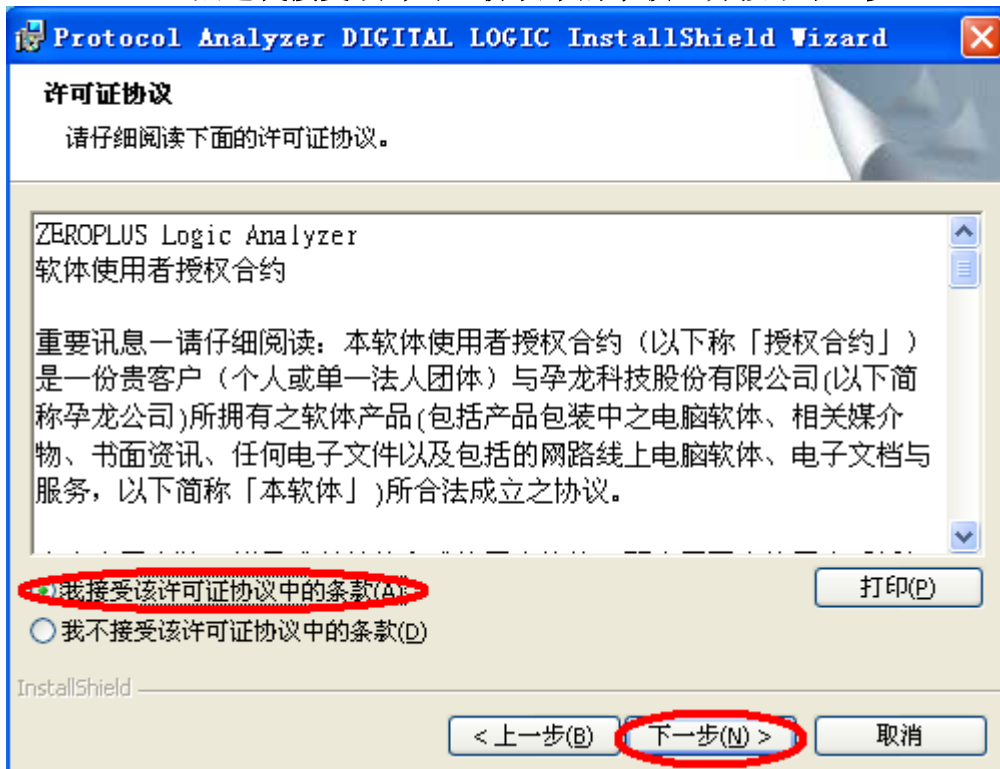 Protocol Analyzer DIGITAL LOGIC InstallShield Wizard
许可证协议
请仔细阅读下面的许可证协议。
ZEROPLUS Logic Analyzer
软体使用者授权合约
重要讯息－请仔细阅读：本软体使用者授权合约（以下称「授权合约」）
是一份贵客户（个人或单一法人团体）与孕龙科技股份有限公司(以下简
称孕龙公司)所拥有之软体产品(包括产品包装中之电脑软体、相关媒介
物、书面资讯、任何电子文件以及包括的网路线上电脑软体、电子文档与
服务，以下简称「本软体」)所合法成立之协议。
我接受该许可证协议中的条款(A)
打印(P)
我不接受该许可证协议中的条款(D)
InstallShield
< 上一步(B)
下一步(N) >
取消